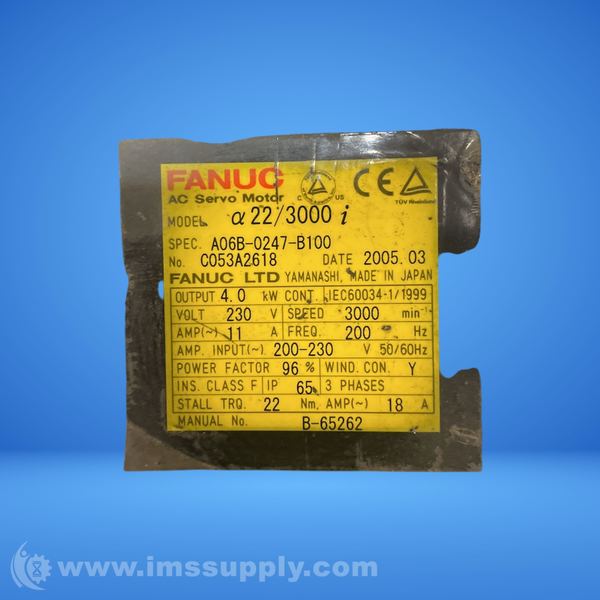 FANUC
AC Servo Motor
C US
CE
TÜV Rheinland
MODEL α22/3000 i
SPEC. A06B-0247-B100
No. C053A2618 DATE 2005.03
FANUC LTD YAMANASHI, MADE IN JAPAN
OUTPUT 4.0 kW CONT. IEC60034-1/1999
VOLT 230 V SPEED 3000 min⁻¹
AMP(~) 11 A FREQ. 200 Hz
AMP. INPUT(~) 200-230 V 50/60Hz
POWER FACTOR 96 % WIND. CON. Y
INS. CLASS F IP 65 3 PHASES
STALL TRQ. 22 Nm, AMP(~) 18 A
MANUAL No. B-65262
www.imssupply.com